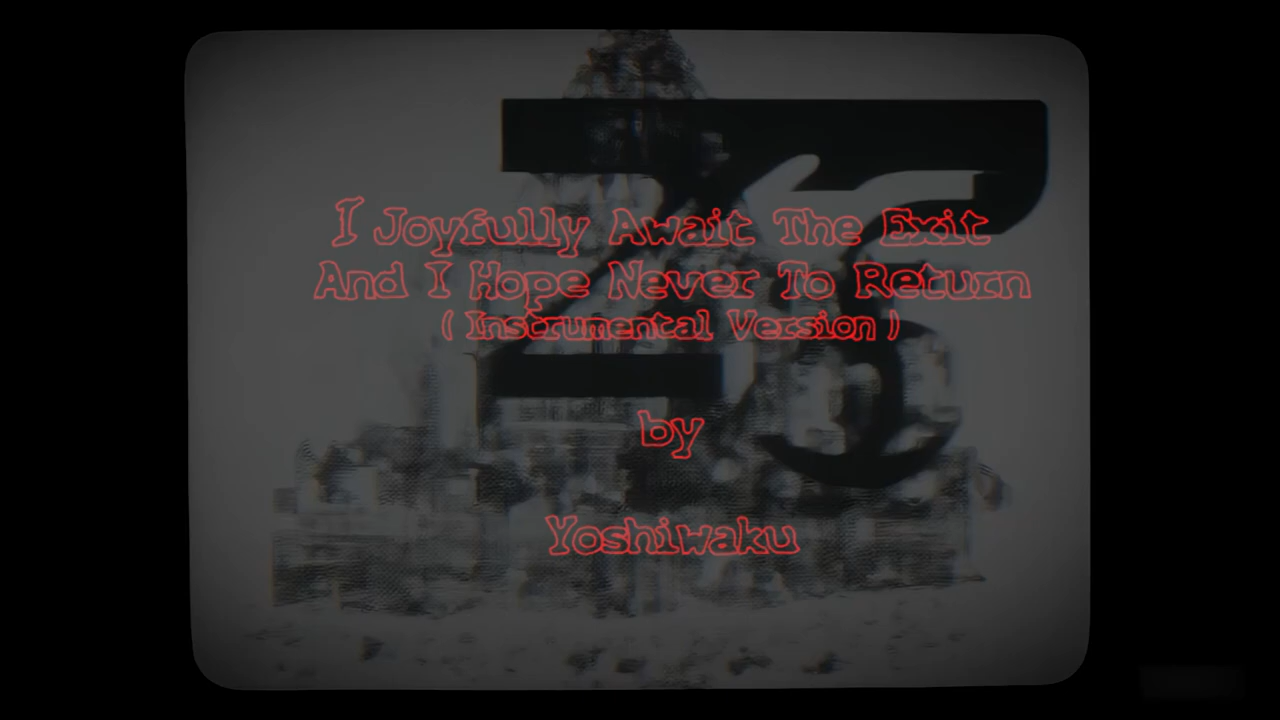 I Joyfully Await The Exit
And I Hope Never To Return
( Instrumental Version )
by
Yoshiwaku